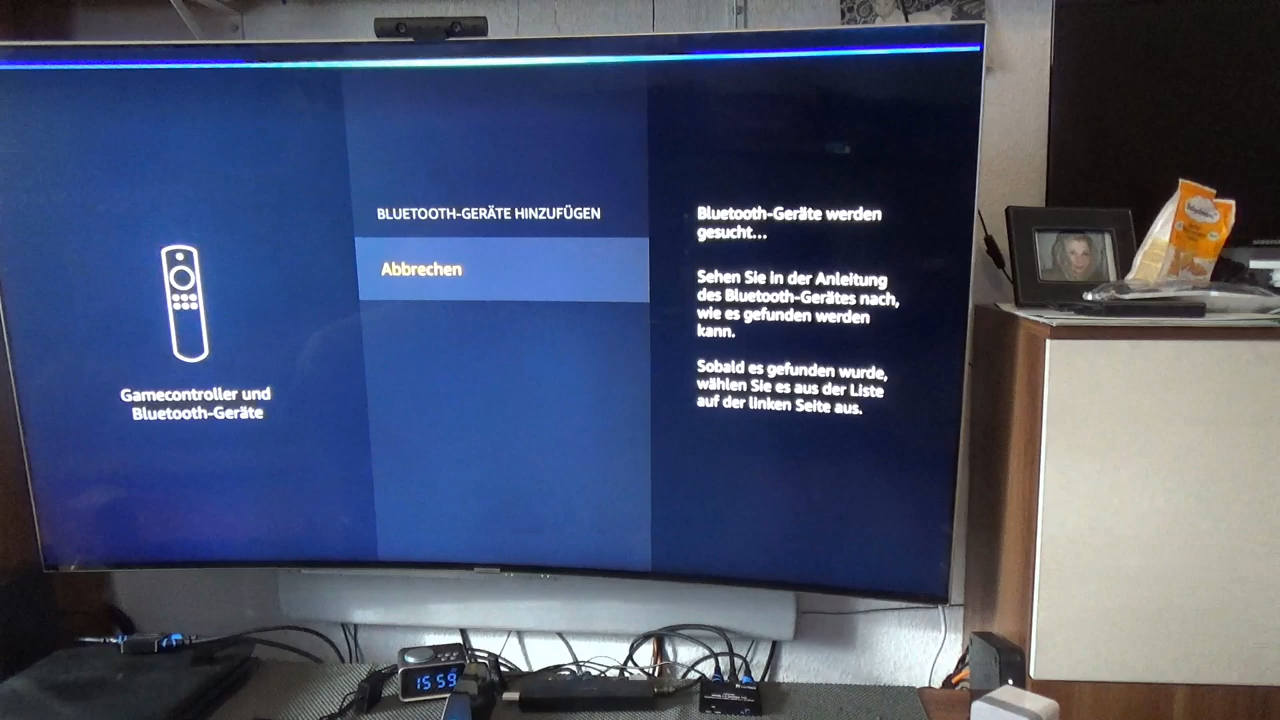 BLUETOOTH-GERÄTE HINZUFÜGEN
Abbrechen
Gamecontroller und
Bluetooth-Geräte
Bluetooth-Geräte werden
gesucht...
Sehen Sie in der Anleitung
des Bluetooth-Gerätes nach,
wie es gefunden werden
kann.
Sobald es gefunden wurde,
wählen Sie es aus der Liste
auf der linken Seite aus.
15 59